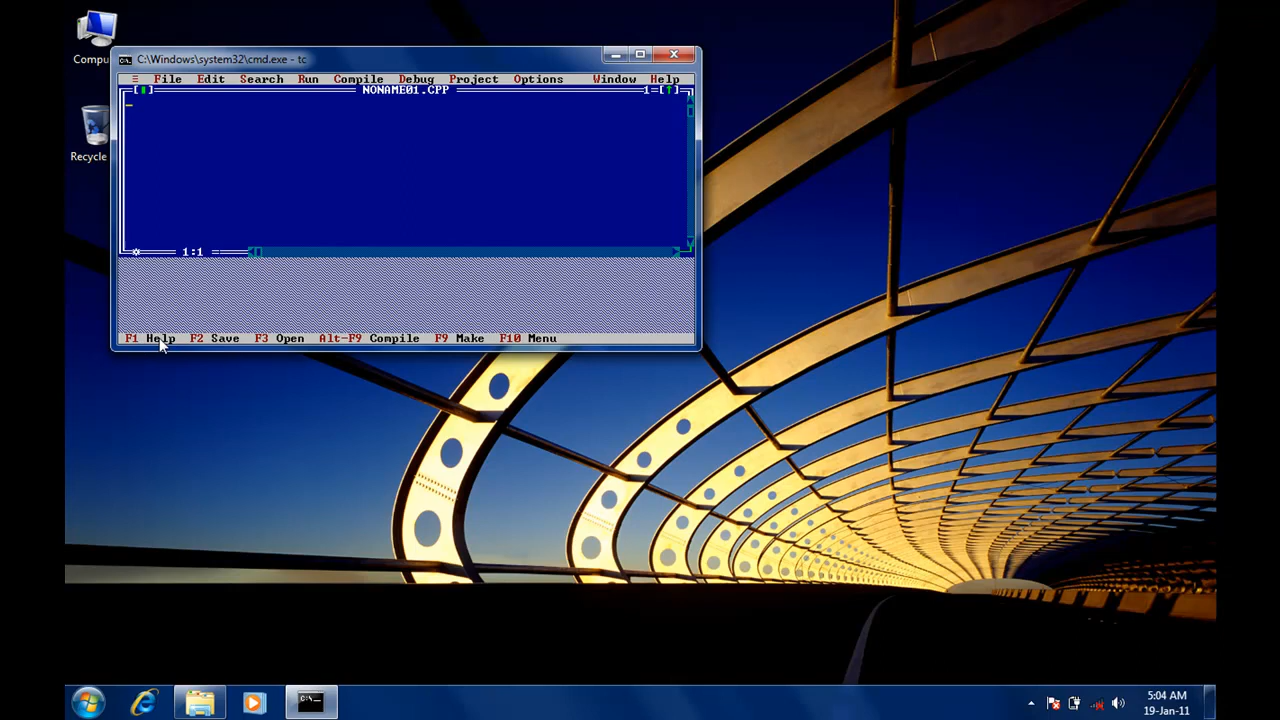 Compu
Recycle
C:\Windows\system32\cmd.exe - tc
≡ File Edit Search Run Compile Debug Project Options Window Help
[■] NONAME01.CPP 1=[↑]
1:1
F1 Help F2 Save F3 Open Alt-F9 Compile F9 Make F10 Menu
C:\_
5:04 AM
19-Jan-11